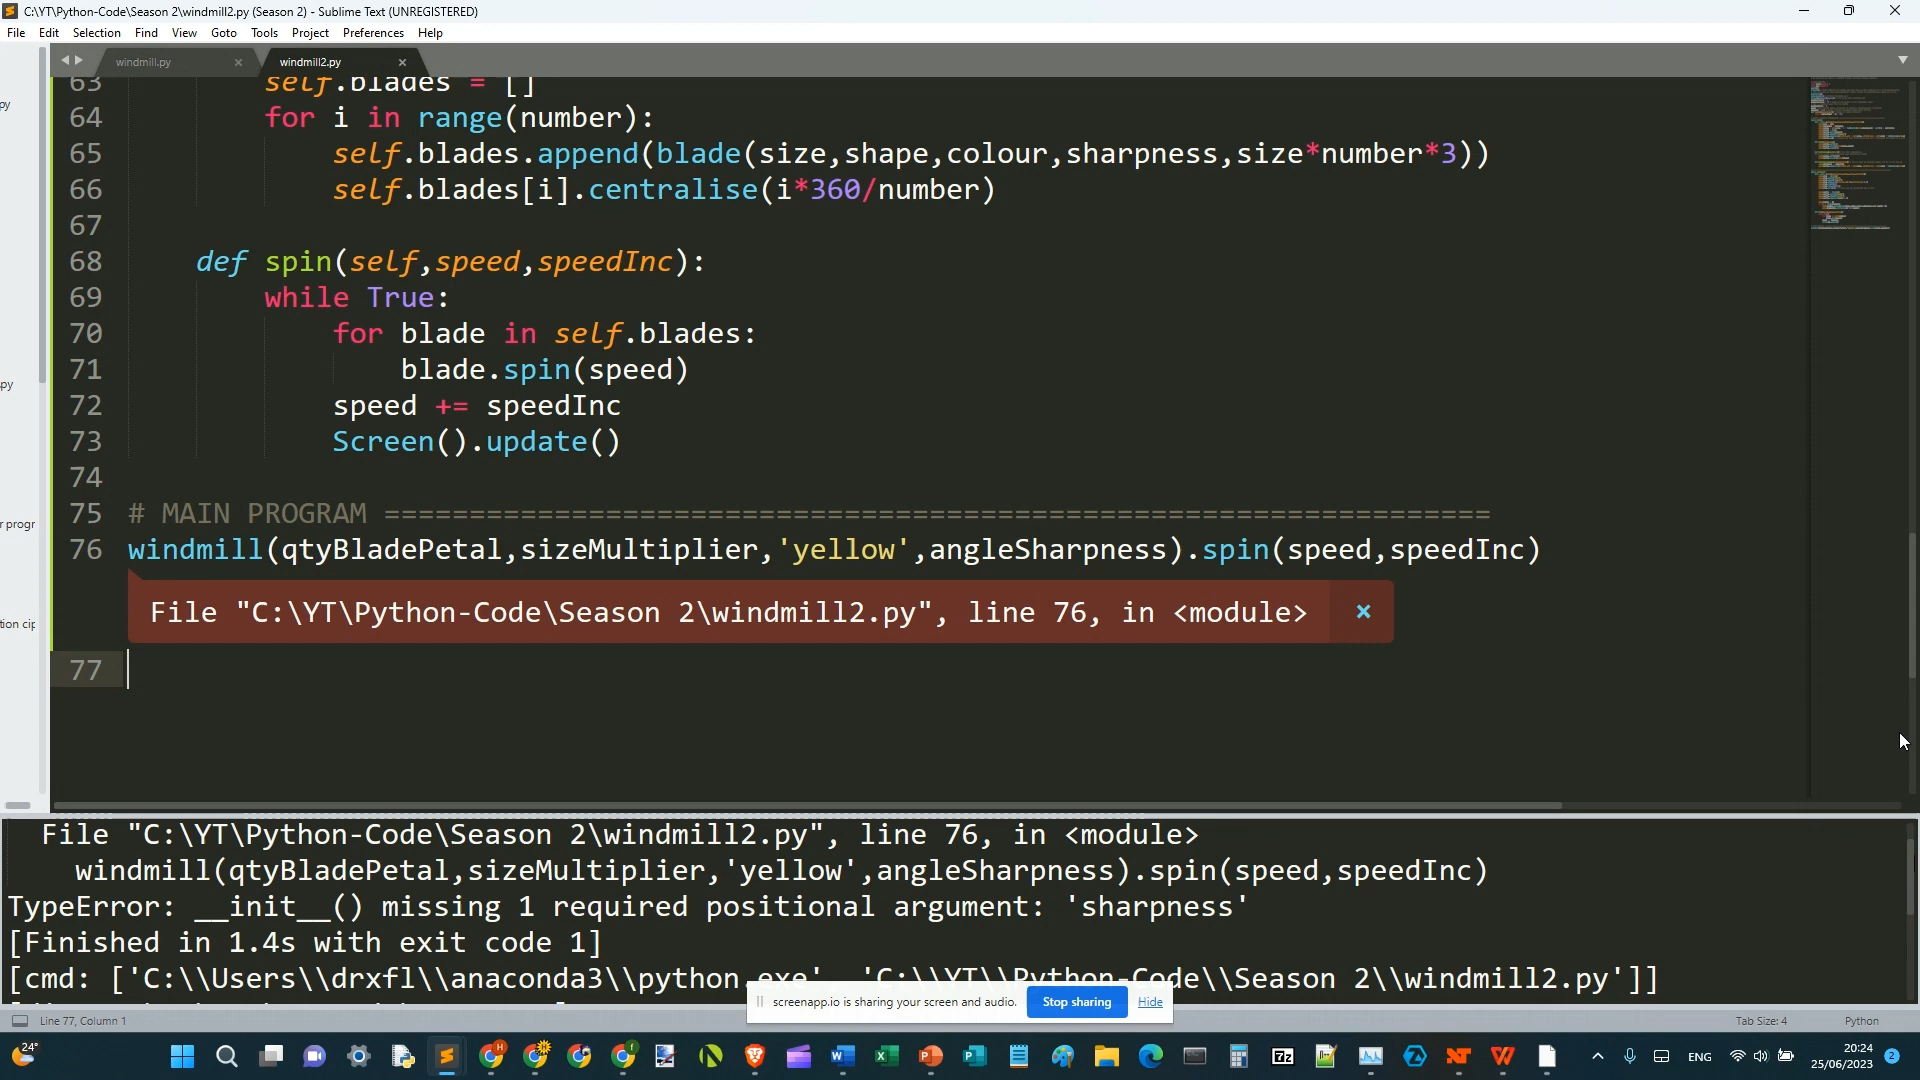 C:\YT\Python-Code\Season 2\windmill2.py (Season 2) - Sublime Text (UNREGISTERED)
File Edit Selection Find View Goto Tools Project Preferences Help
windmill.py windmill2.py
63 self.blades = []
64 for i in range(number):
65 self.blades.append(blade(size,shape,colour,sharpness,size*number*3))
66 self.blades[i].centralise(i*360/number)
67
68 def spin(self,speed,speedInc):
69 while True:
70 for blade in self.blades:
71 blade.spin(speed)
72 speed += speedInc
73 Screen().update()
74
75 # MAIN PROGRAM =================================================================
76 windmill(qtyBladePetal,sizeMultiplier,'yellow',angleSharpness).spin(speed,speedInc)
File "C:\YT\Python-Code\Season 2\windmill2.py", line 76, in <module> ×
77
py
py
r progr
tion cip
File "C:\YT\Python-Code\Season 2\windmill2.py", line 76, in <module>
windmill(qtyBladePetal,sizeMultiplier,'yellow',angleSharpness).spin(speed,speedInc)
TypeError: __init__() missing 1 required positional argument: 'sharpness'
[Finished in 1.4s with exit code 1]
[cmd: ['C:\\Users\\drxfl\\anaconda3\\python.exe', 'C:\\YT\\Python-Code\\Season 2\\windmill2.py']]
screenapp.io is sharing your screen and audio. Stop sharing Hide
Line 77, Column 1 Tab Size: 4 Python
24°
ENG
20:24
25/06/2023
2